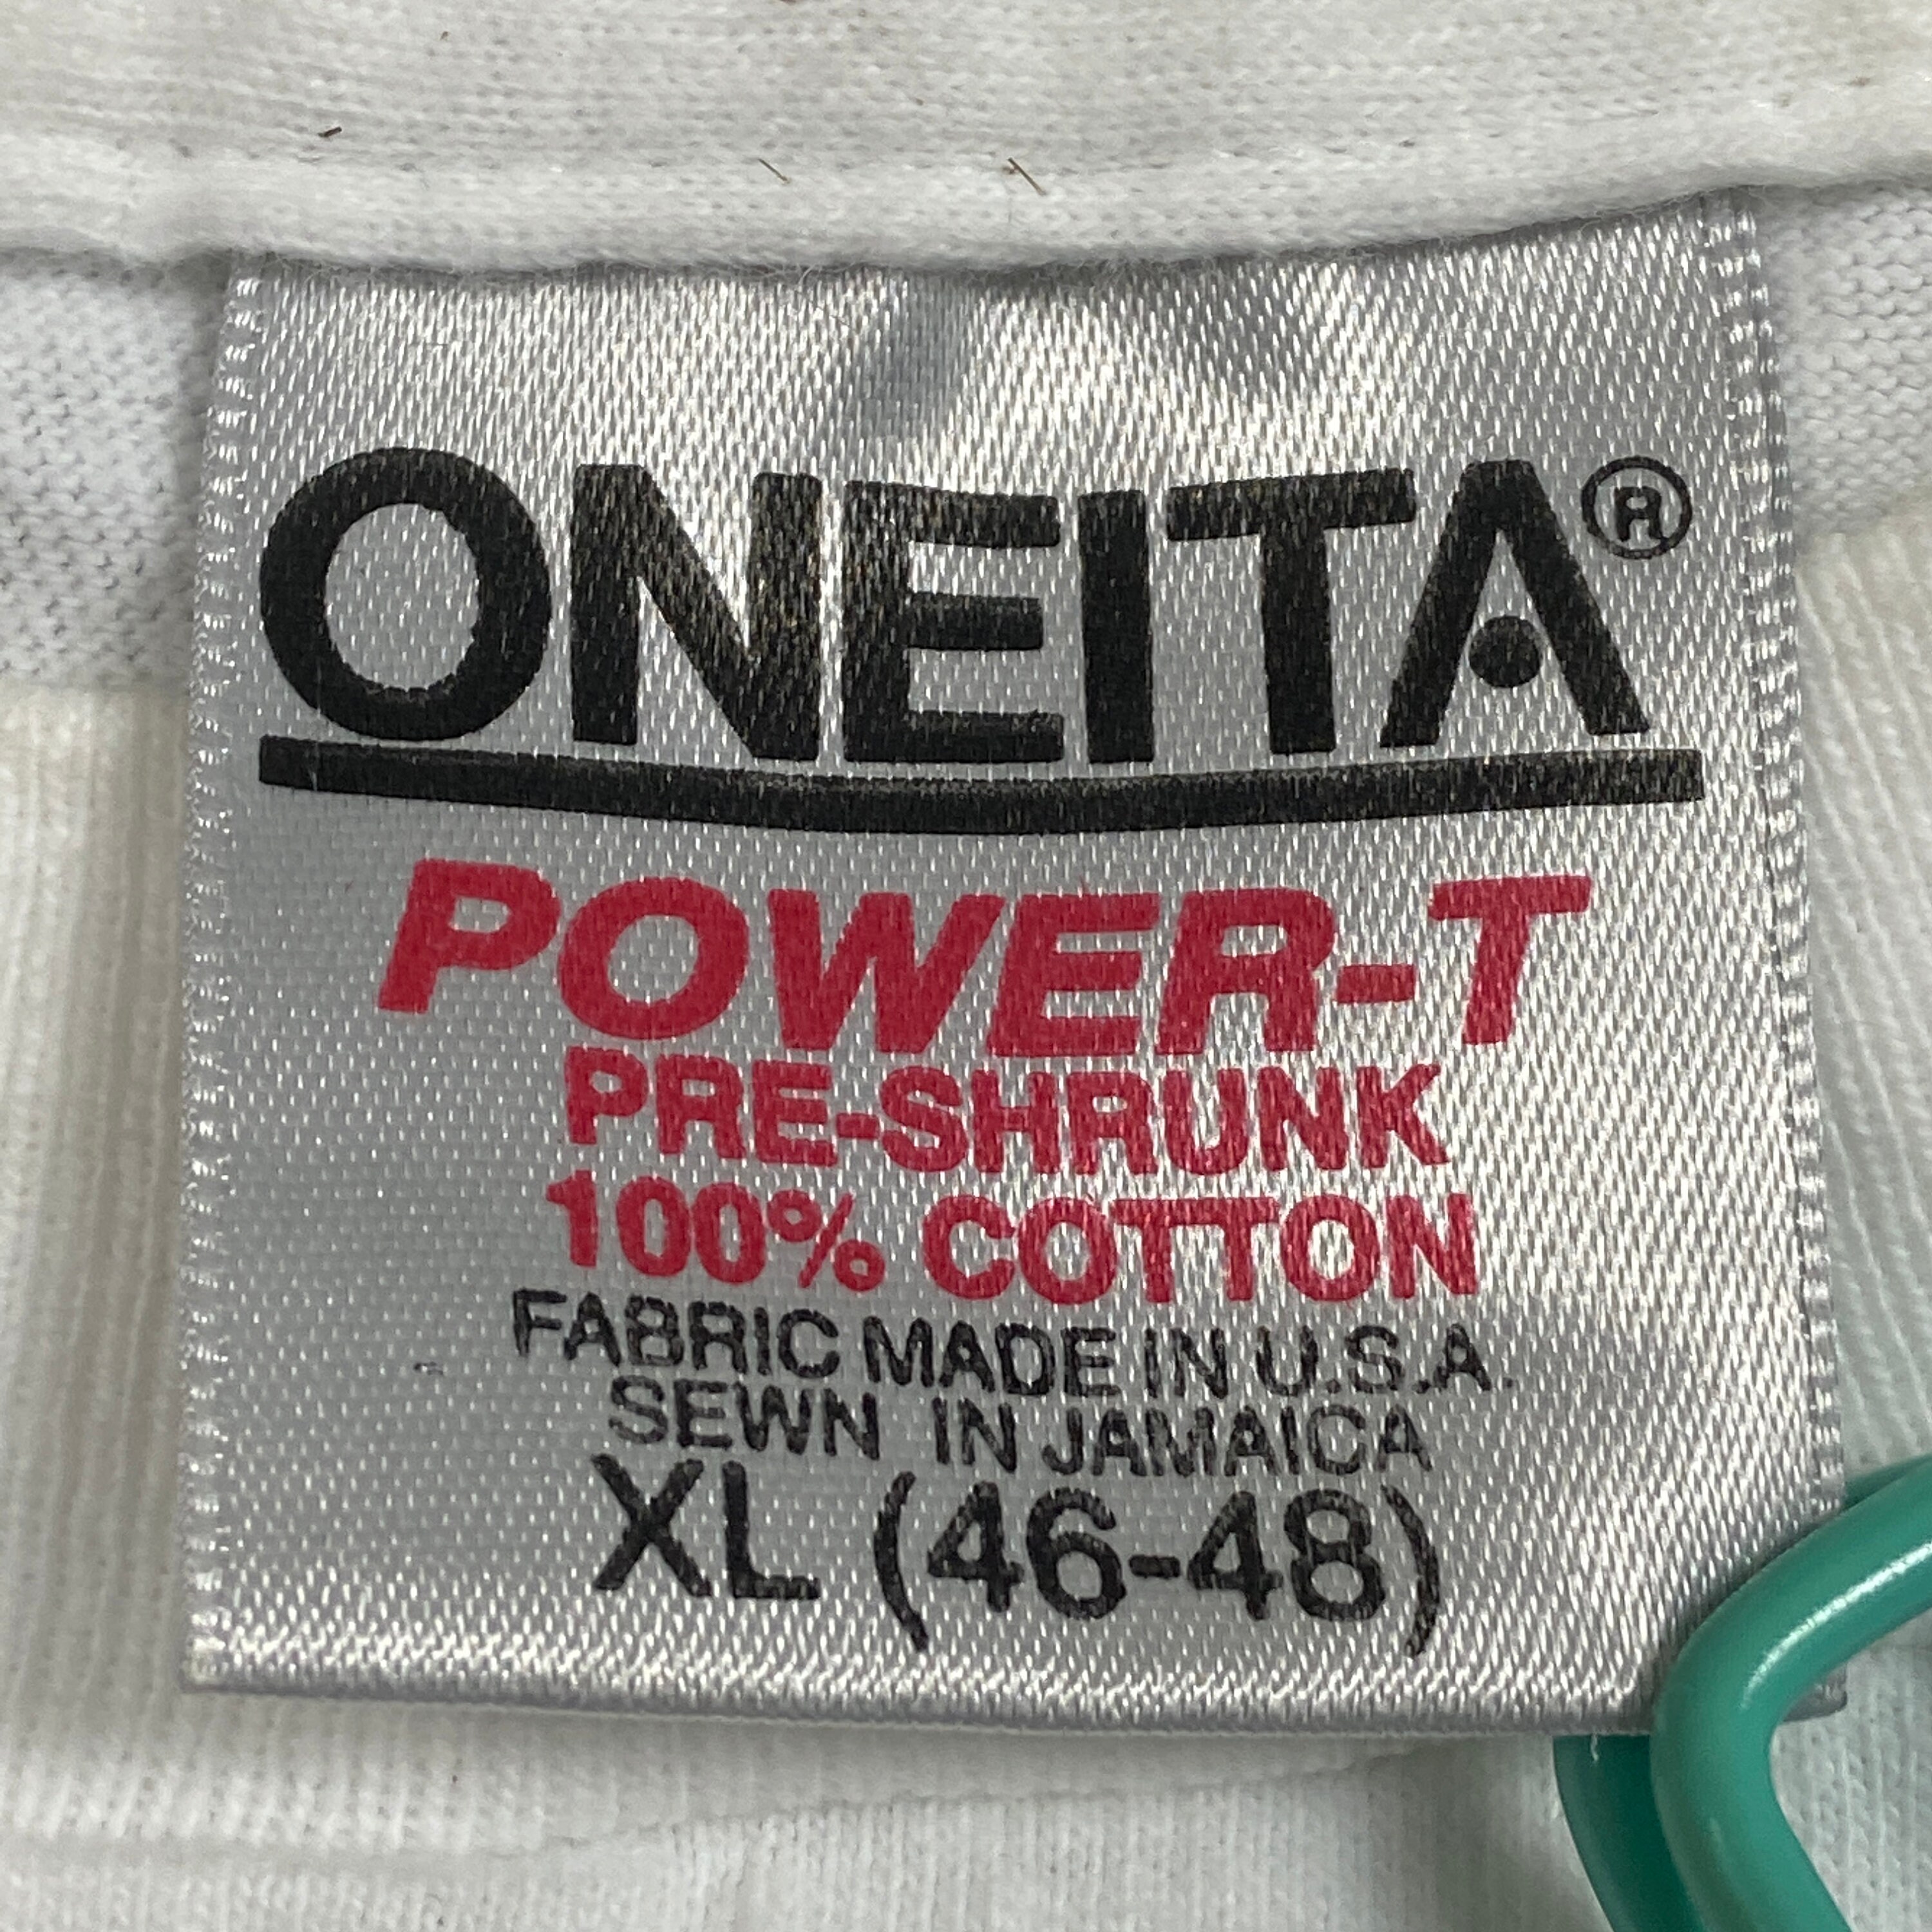 ONEITA®
POWER-T
PRE-SHRUNK
100% COTTON
FABRIC MADE IN U.S.A.
SEWN IN JAMAICA
XL (46-48)